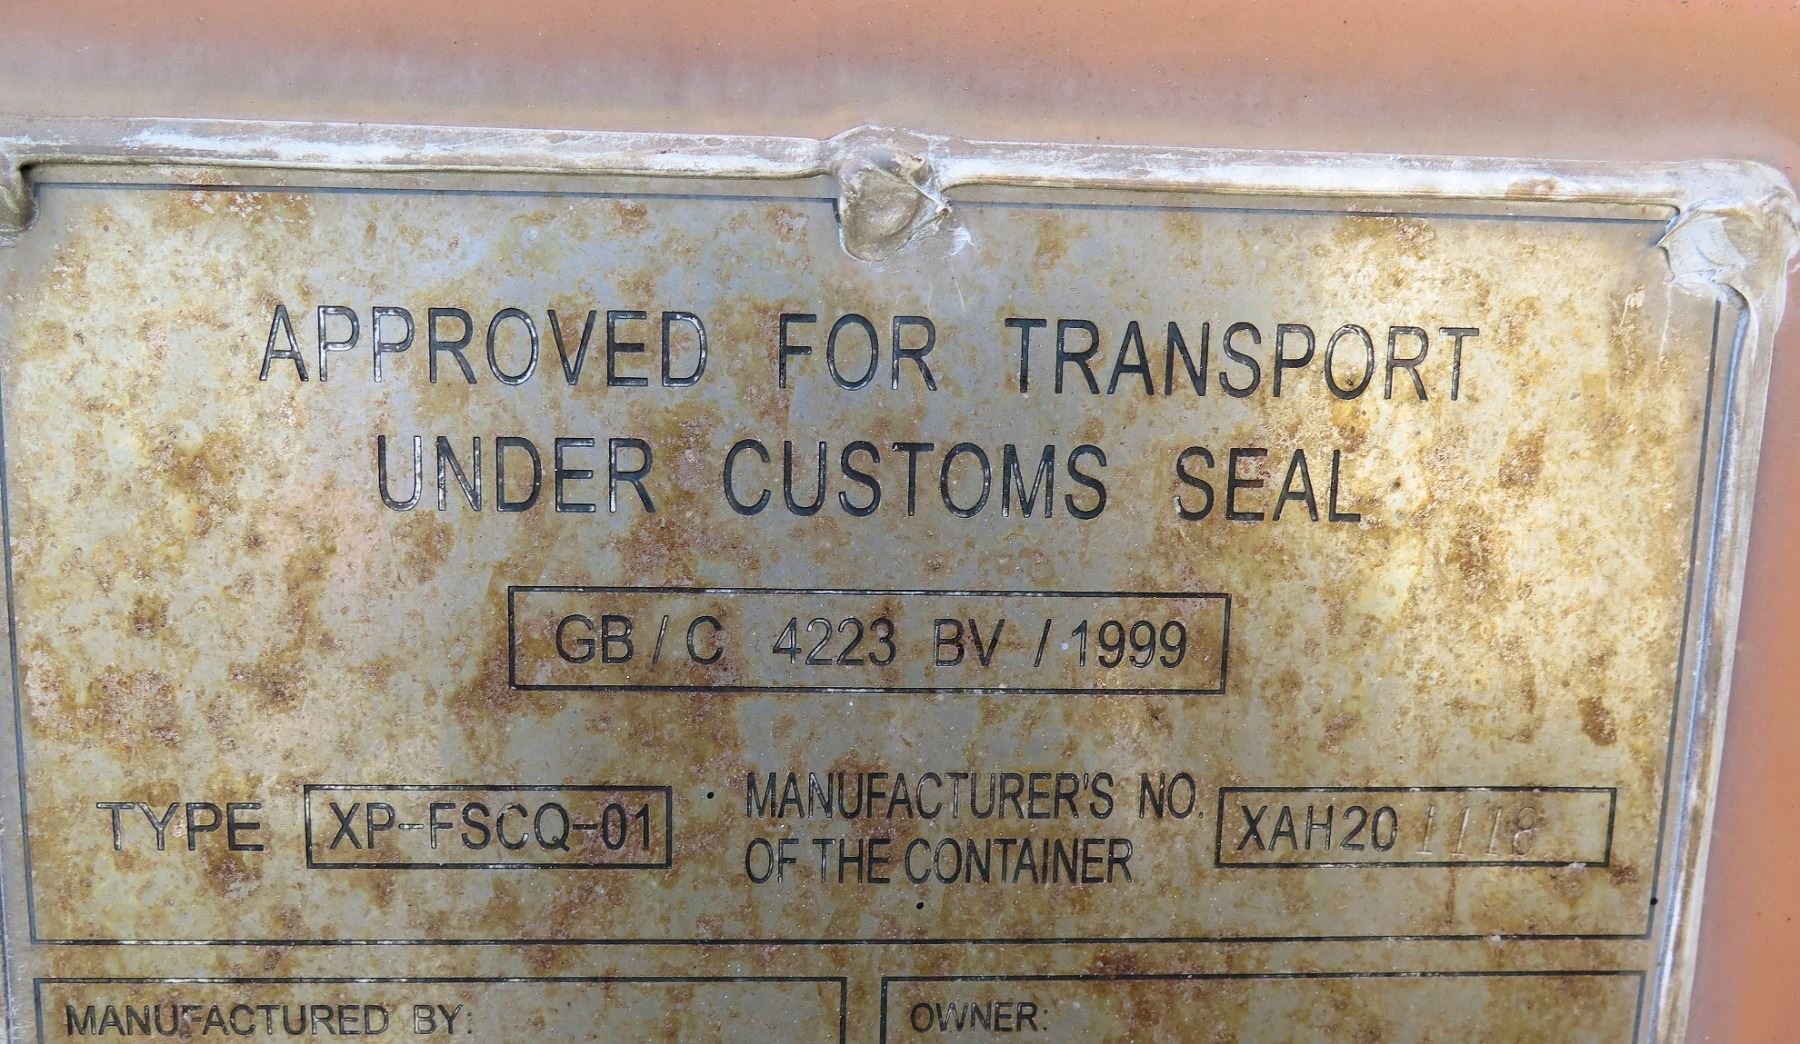 APPROVED FOR TRANSPORT
UNDER CUSTOMS SEAL
GB/C 4223 BV /1999
TYPE XP-FSCQ-01
MANUFACTURER'S NO.
OF THE CONTAINER
XAH20 1118
MANUFACTURED BY:
OWNER: